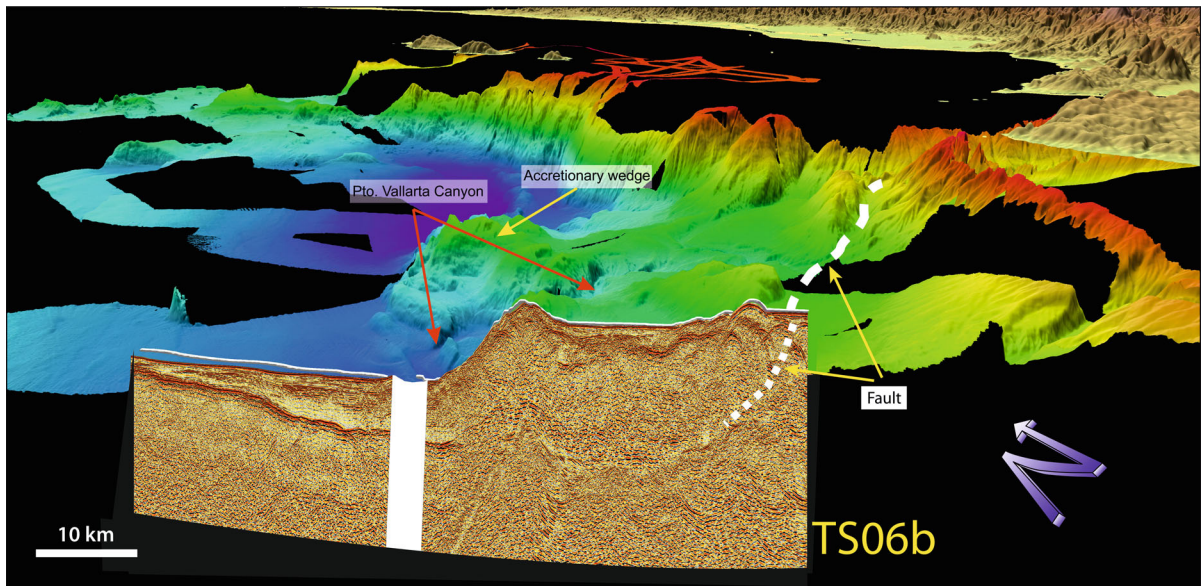 Accretionary wedge
Pto. Vallarta Canyon
Fault
N
10 km
TS06b